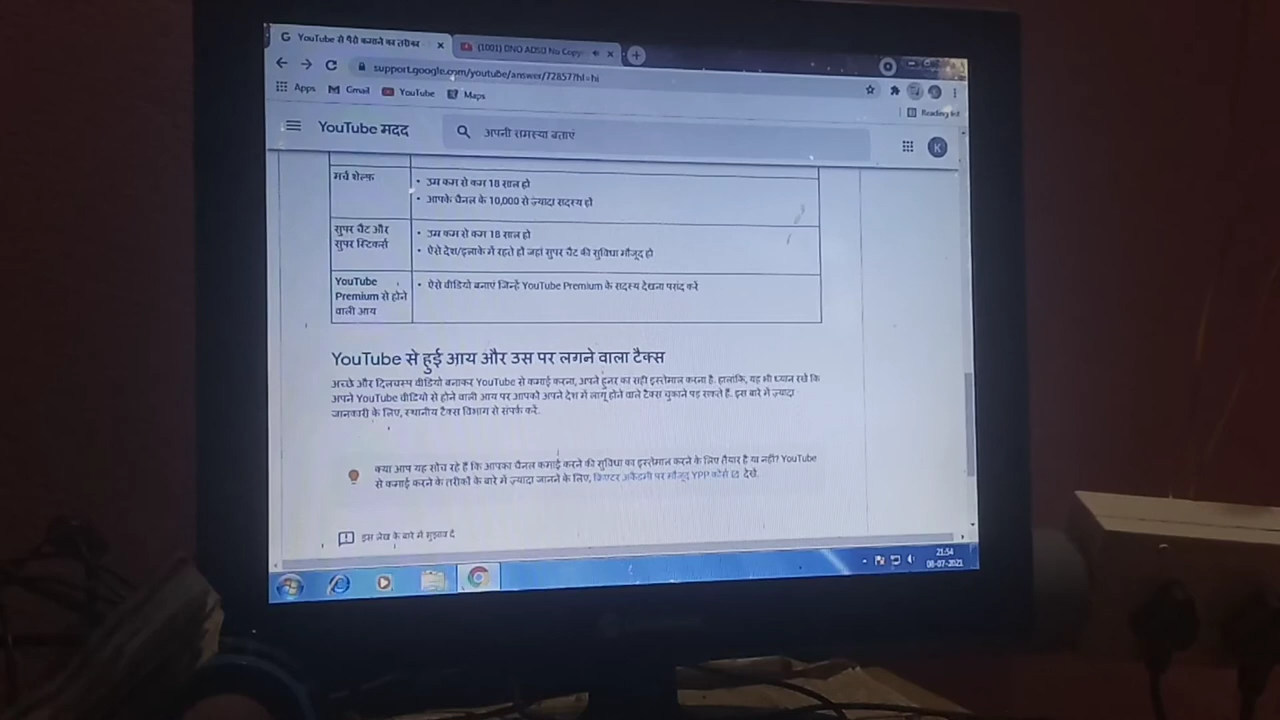 YouTube से पैसे कमाने का तरीका
(1001) DNO ADSO No Copy
support.google.com/youtube/answer/72857?hl=hi
Apps Gmail YouTube Maps
Reading list
YouTube मदद
अपनी समस्या बताएं
K
मर्च शेल्फ़
• उम्र कम से कम 18 साल हो
• आपके चैनल के 10,000 से ज़्यादा सदस्य हों
सुपर चैट और
सुपर स्टिकर्स
• उम्र कम से कम 18 साल हो
• ऐसे देश/इलाके में रहते हों जहां सुपर चैट की सुविधा मौजूद हो
YouTube
Premium से होने
वाली आय
• ऐसे वीडियो बनाएं जिन्हें YouTube Premium के सदस्य देखना पसंद करें
YouTube से हुई आय और उस पर लगने वाला टैक्स
अच्छे और दिलचस्प वीडियो बनाकर YouTube से कमाई करना, अपने हुनर का सही इस्तेमाल करना है. हालांकि, यह भी ध्यान रखें कि
अपने YouTube वीडियो से होने वाली आय पर आपको अपने देश में लागू होने वाले टैक्स चुकाने पड़ सकते हैं. इस बारे में ज़्यादा
जानकारी के लिए, स्थानीय टैक्स विभाग से संपर्क करें.
क्या आप यह सोच रहे हैं कि आपका चैनल कमाई करने की सुविधा का इस्तेमाल करने के लिए तैयार है या नहीं? YouTube
से कमाई करने के तरीकों के बारे में ज़्यादा जानने के लिए, क्रिएटर अकैडमी पर मौजूद YPP कोर्स देखें.
इस लेख के बारे में सुझाव दें
21:54
08-07-2021